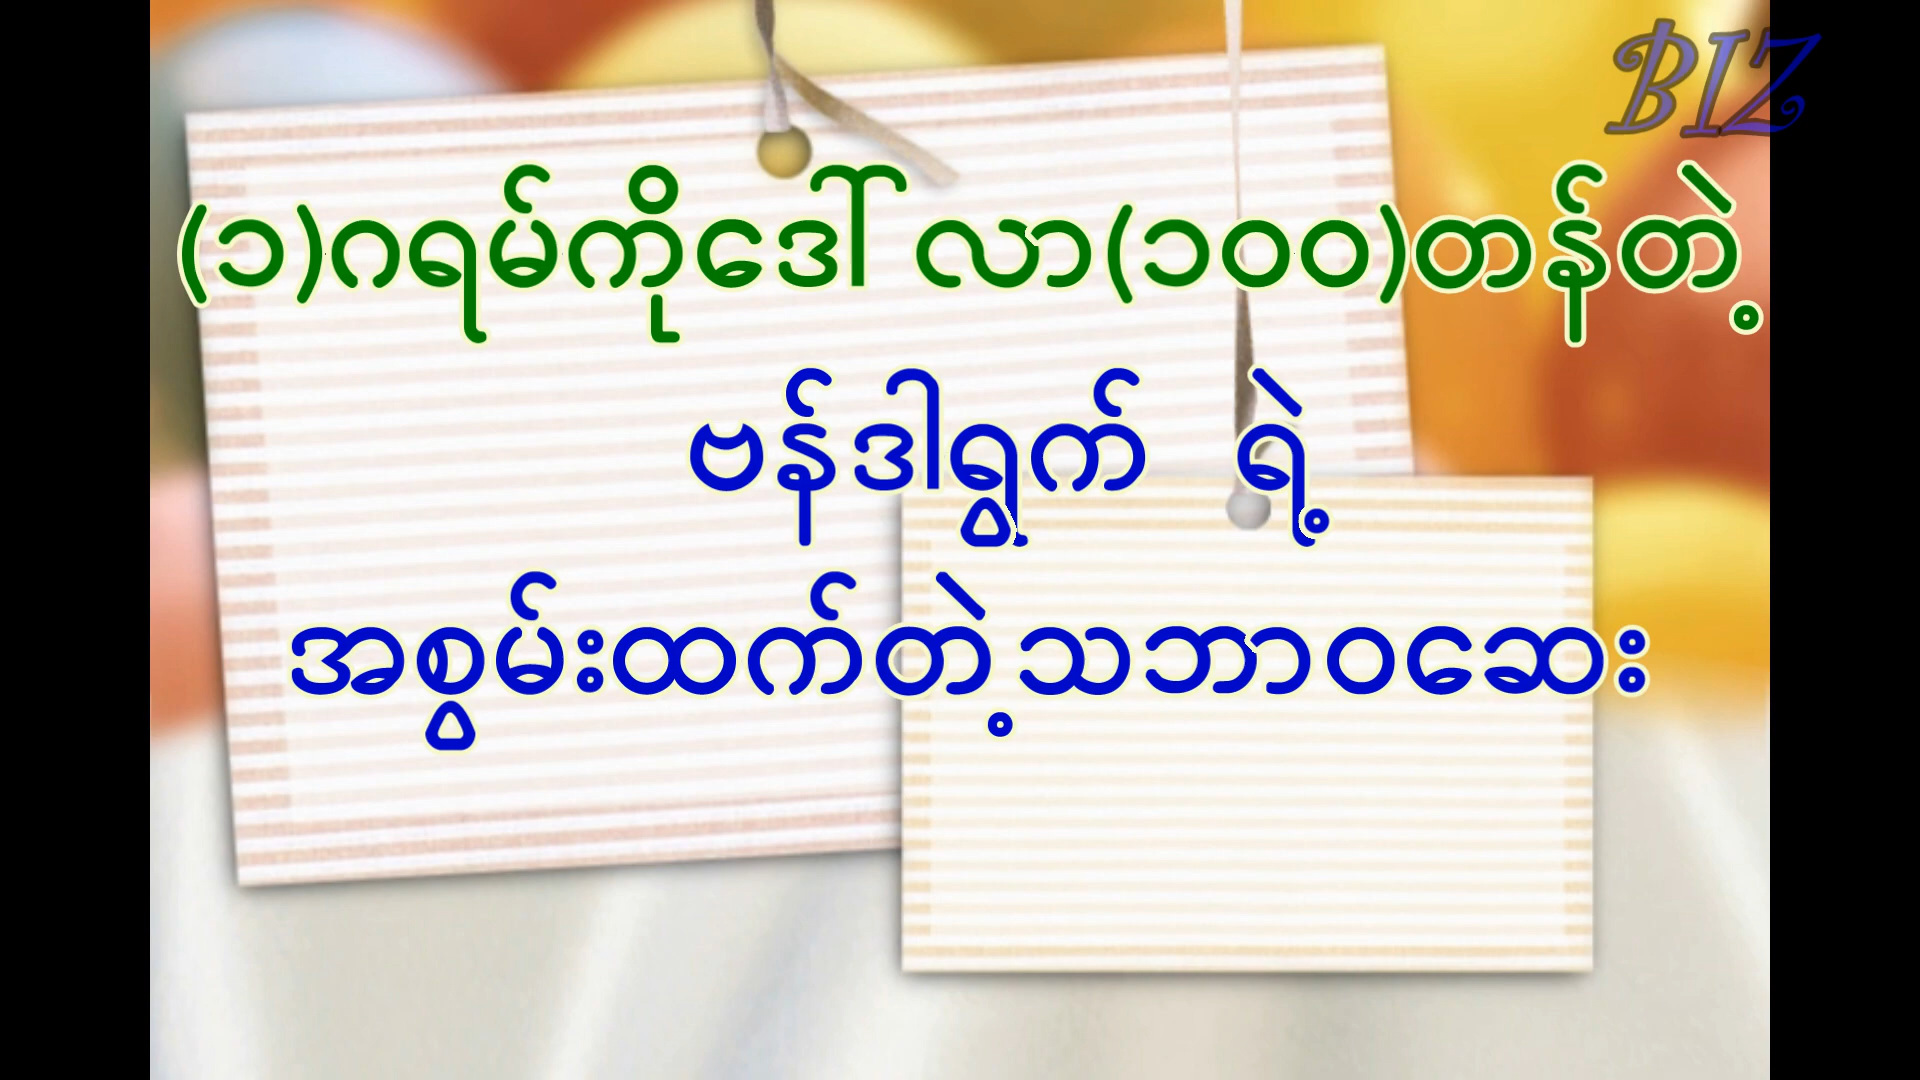 BIZ
(၁)ဂရမ်ကိုဒေါ်လာ(၁၀၀)တန်တဲ့
ဗန်ဒါရွက် ရဲ့
အစွမ်းထက်တဲ့သဘာဝဆေး